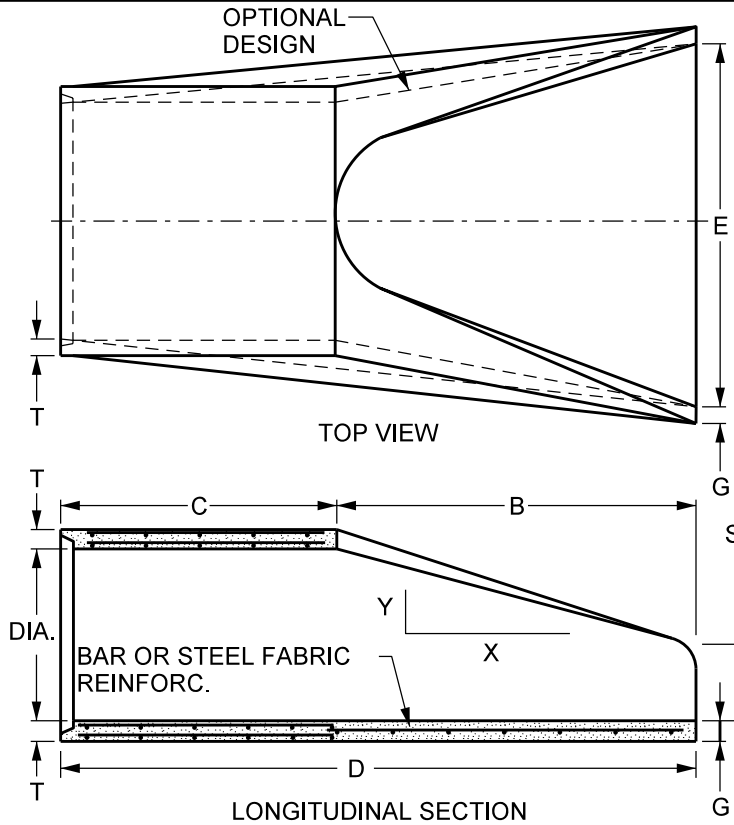 OPTIONAL
DESIGN
E
T
TOP VIEW
G
T
C
B
S
Y
X
DIA.
BAR OR STEEL FABRIC
REINFORC.
D
T
G
LONGITUDINAL SECTION